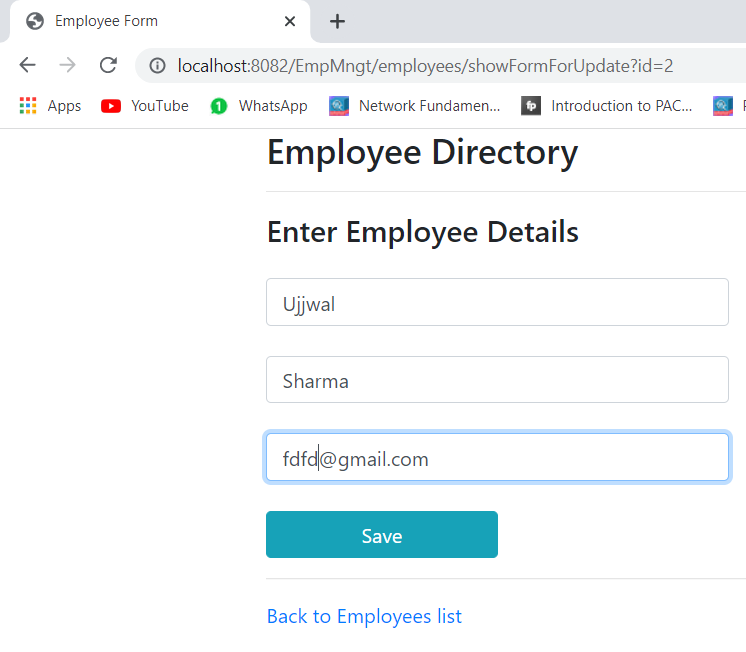 Employee Form
localhost:8082/EmpMngt/employees/showFormForUpdate?id=2
Apps YouTube 1 WhatsApp Network Fundamen... fp Introduction to PAC...
Employee Directory
Enter Employee Details
Ujjwal
Sharma
fdfd@gmail.com
Save
Back to Employees list